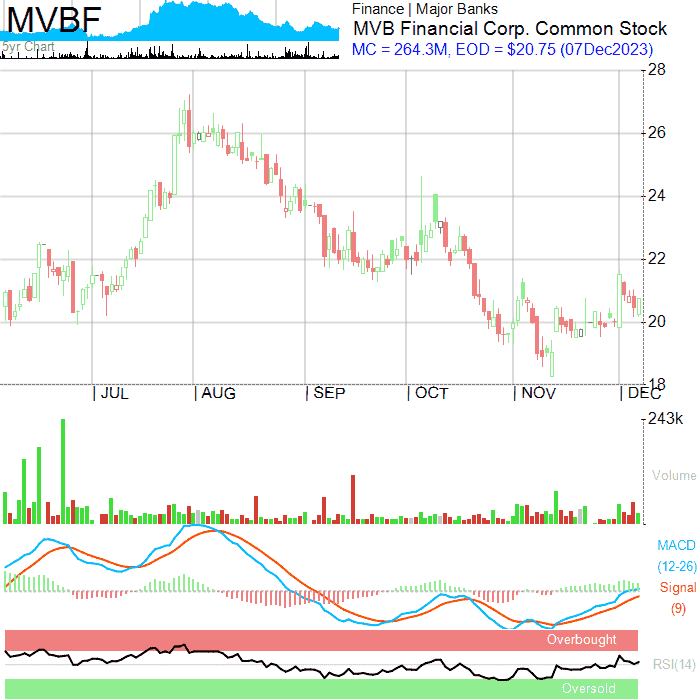 MVBF
5yr Chart
Finance | Major Banks
MVB Financial Corp. Common Stock
MC = 264.3M, EOD = $20.75 (07Dec2023)
28
26
24
22
20
18
JUL
AUG
SEP
OCT
NOV
DEC
243k
Volume
MACD
(12-26)
Signal
(9)
Overbought
RSI(14)
Oversold